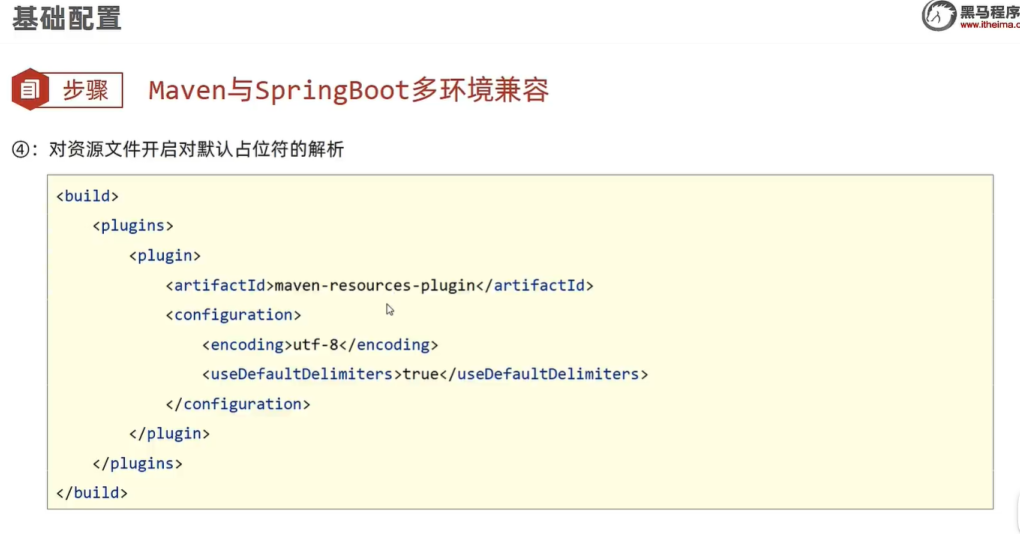 基础配置
黑马程序
www.itheima.c
步骤
Maven与SpringBoot多环境兼容
④：对资源文件开启对默认占位符的解析
<build>
<plugins>
<plugin>
<artifactId>maven-resources-plugin</artifactId>
<configuration>
<encoding>utf-8</encoding>
<useDefaultDelimiters>true</useDefaultDelimiters>
</configuration>
</plugin>
</plugins>
</build>